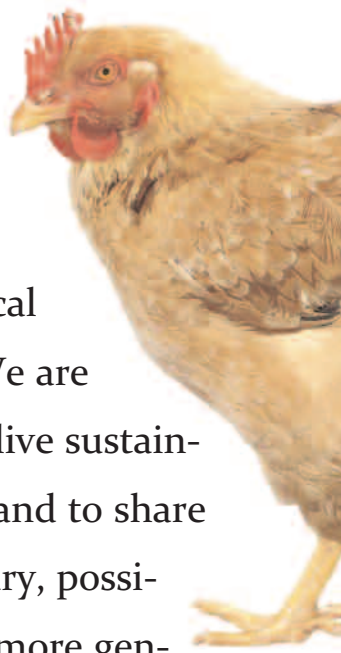 cal
We are
live sustain-
and to share
ry, possi-
more gen-